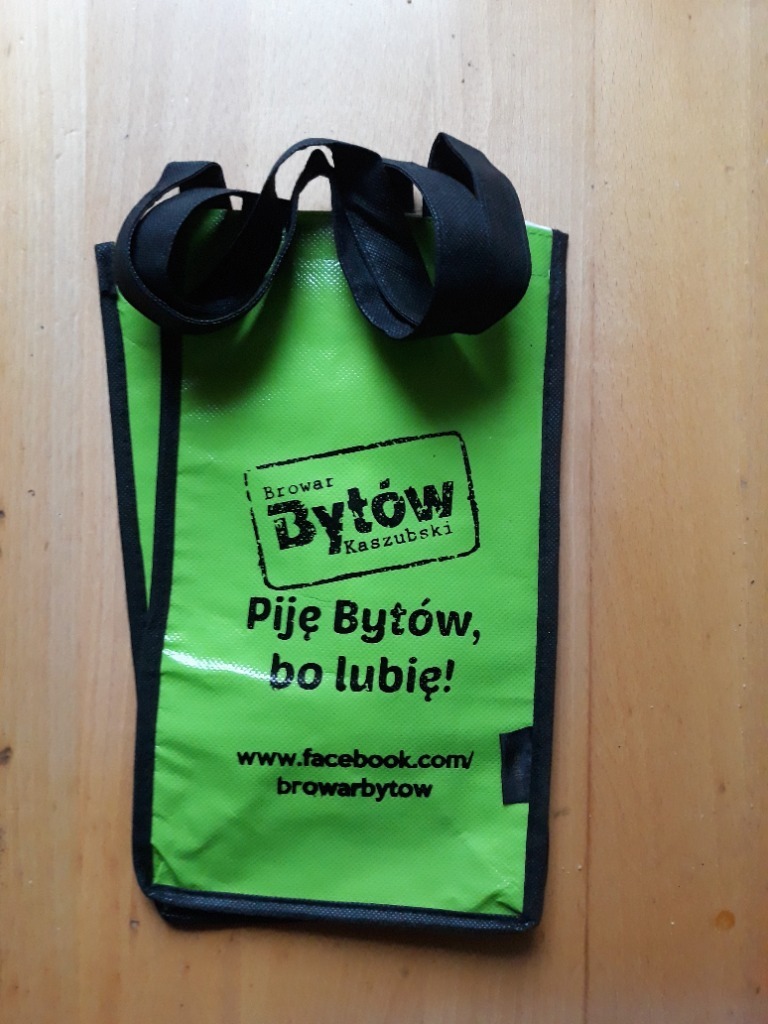 Browar
Bytów
Kaszubski
Piję Bytów,
bo lubię!
www.facebook.com/
browarbytow